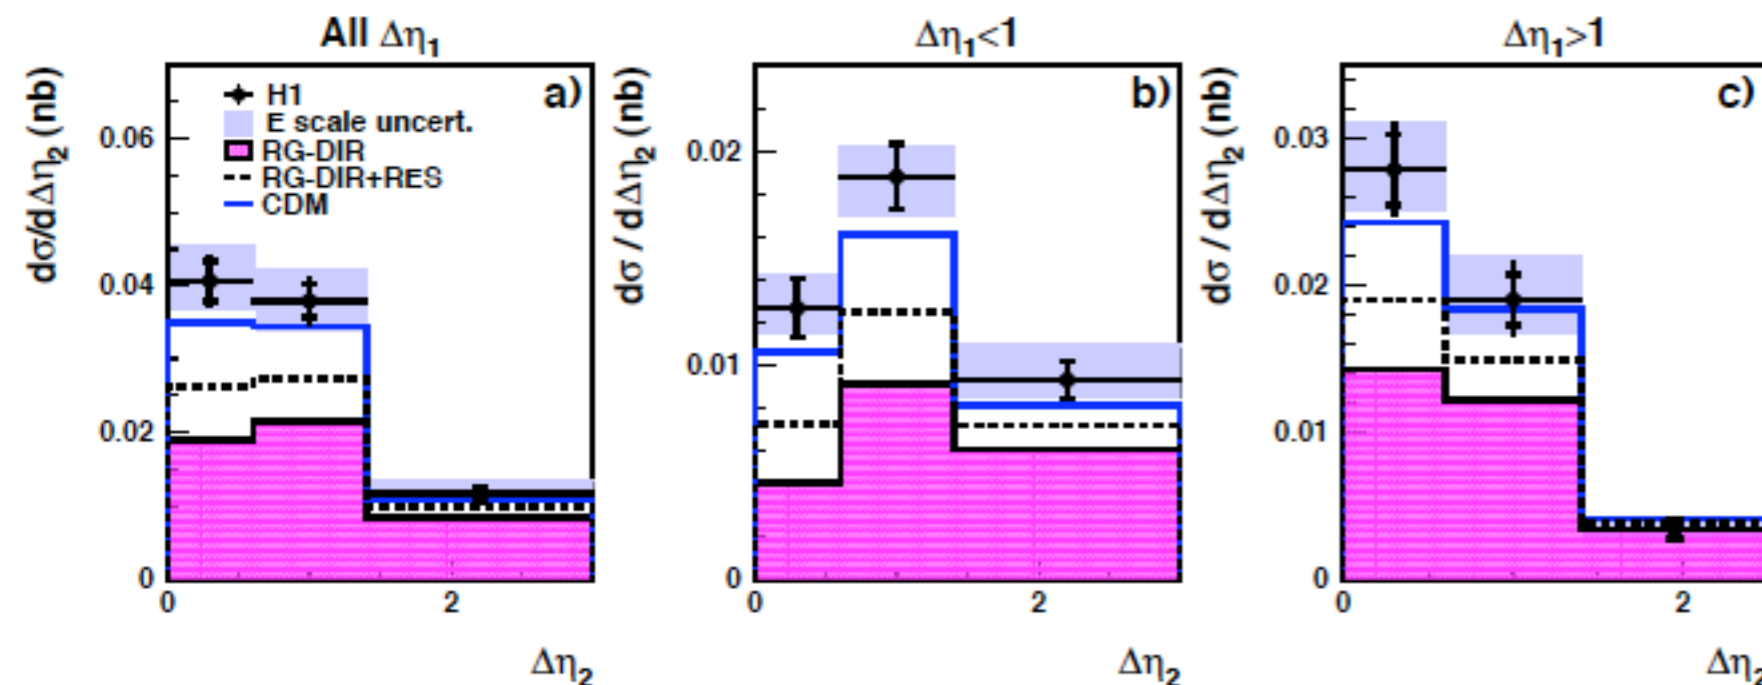 All Δη1
dσ/dΔη2 (nb)
a)
H1
E scale uncert.
RG-DIR
RG-DIR+RES
CDM
0.06
0.04
0.02
0
0
2
Δη2
Δη1<1
dσ / dΔη2 (nb)
b)
0.02
0.01
0
0
2
Δη2
Δη1>1
dσ / dΔη2 (nb)
c)
0.03
0.02
0.01
0
0
2
Δη2